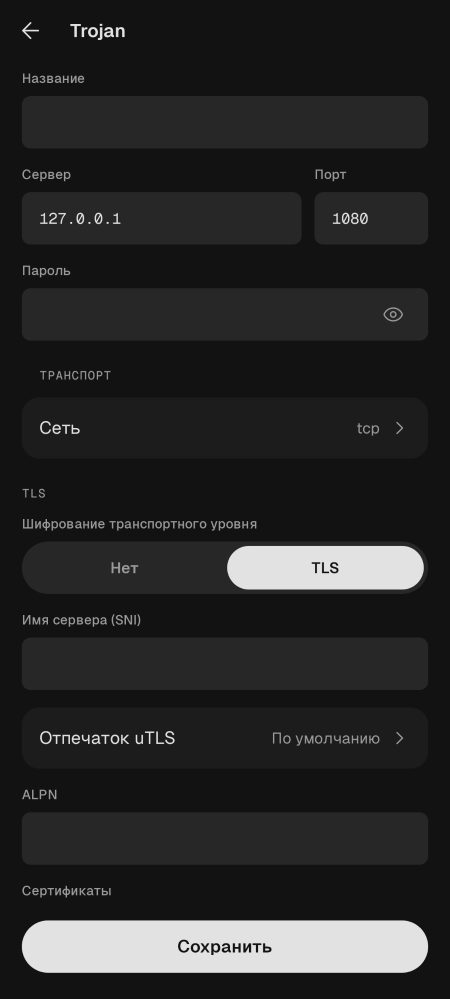 Trojan
Название
Сервер
Порт
127.0.0.1
1080
Пароль
ТРАНСПОРТ
Сеть
tcp
TLS
Шифрование транспортного уровня
Нет
TLS
Имя сервера (SNI)
Отпечаток uTLS
По умолчанию
ALPN
Сертификаты
Сохранить